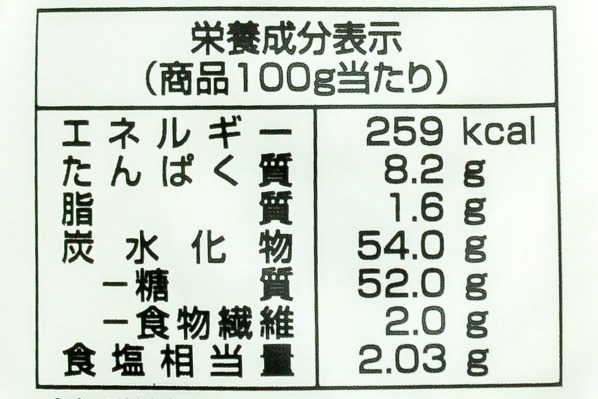 栄養成分表示
(商品100g当たり)
エネルギー 259 kcal
たんぱく質 8.2 g
脂質 1.6 g
炭水化物 54.0 g
－糖質 52.0 g
－食物繊維 2.0 g
食塩相当量 2.03 g